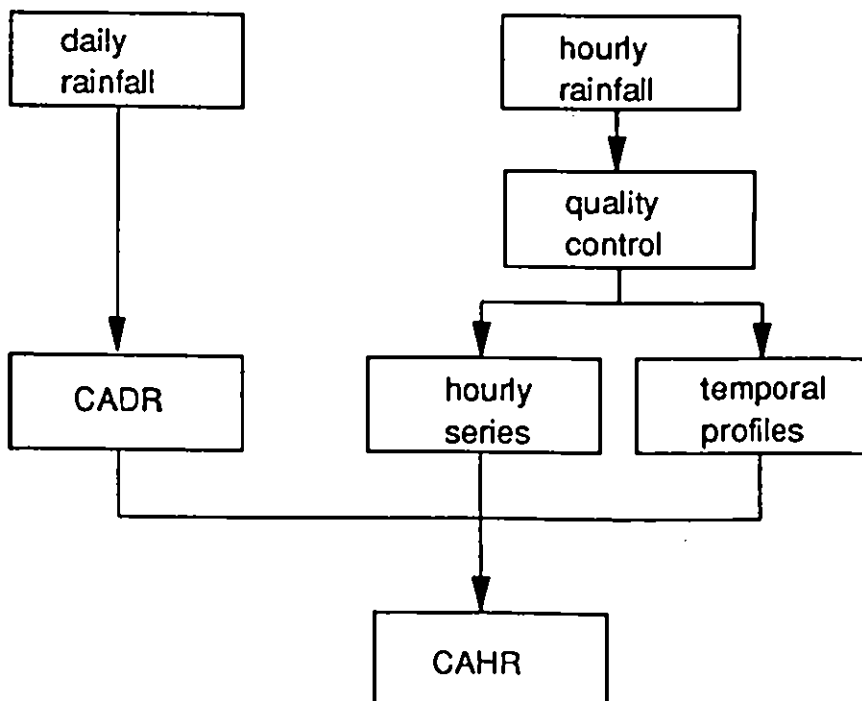 daily
rainfall
hourly
rainfall
quality
control
CADR
hourly
series
temporal
profiles
CAHR